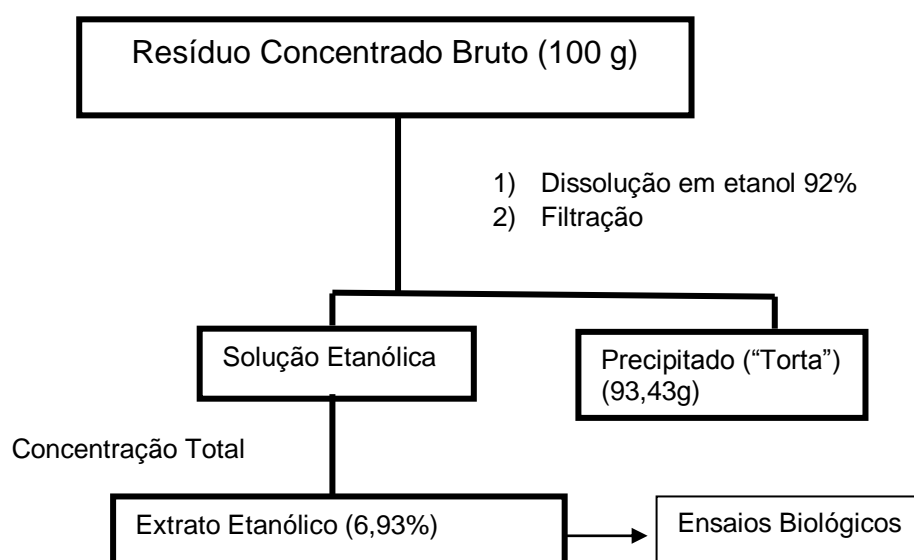 Resíduo Concentrado Bruto (100 g)
1) Dissolução em etanol 92%
2) Filtração
Solução Etanólica
Precipitado (“Torta”)
(93,43g)
Concentração Total
Extrato Etanólico (6,93%)
Ensaios Biológicos